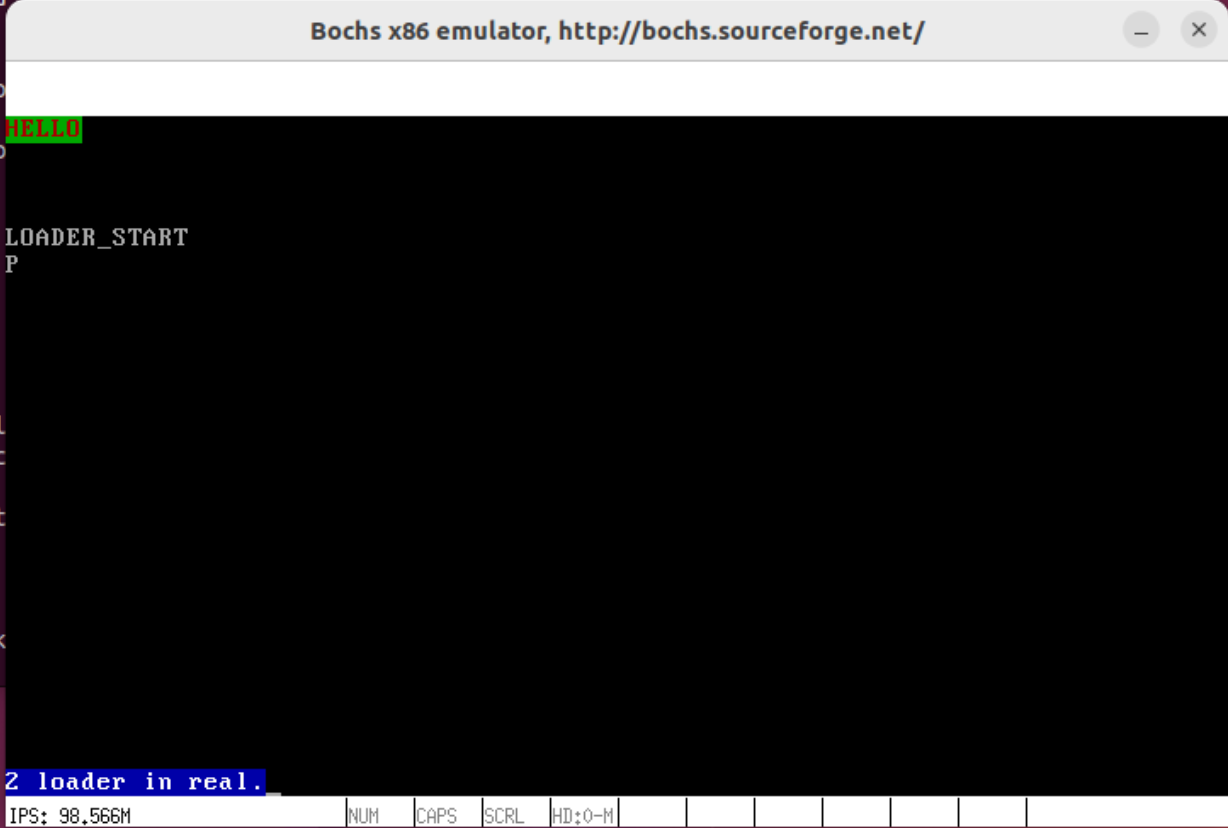 Bochs x86 emulator, http://bochs.sourceforge.net/
HELLO
LOADER_START
P
2 loader in real._
IPS: 98.566M NUM CAPS SCRL HD:0-M